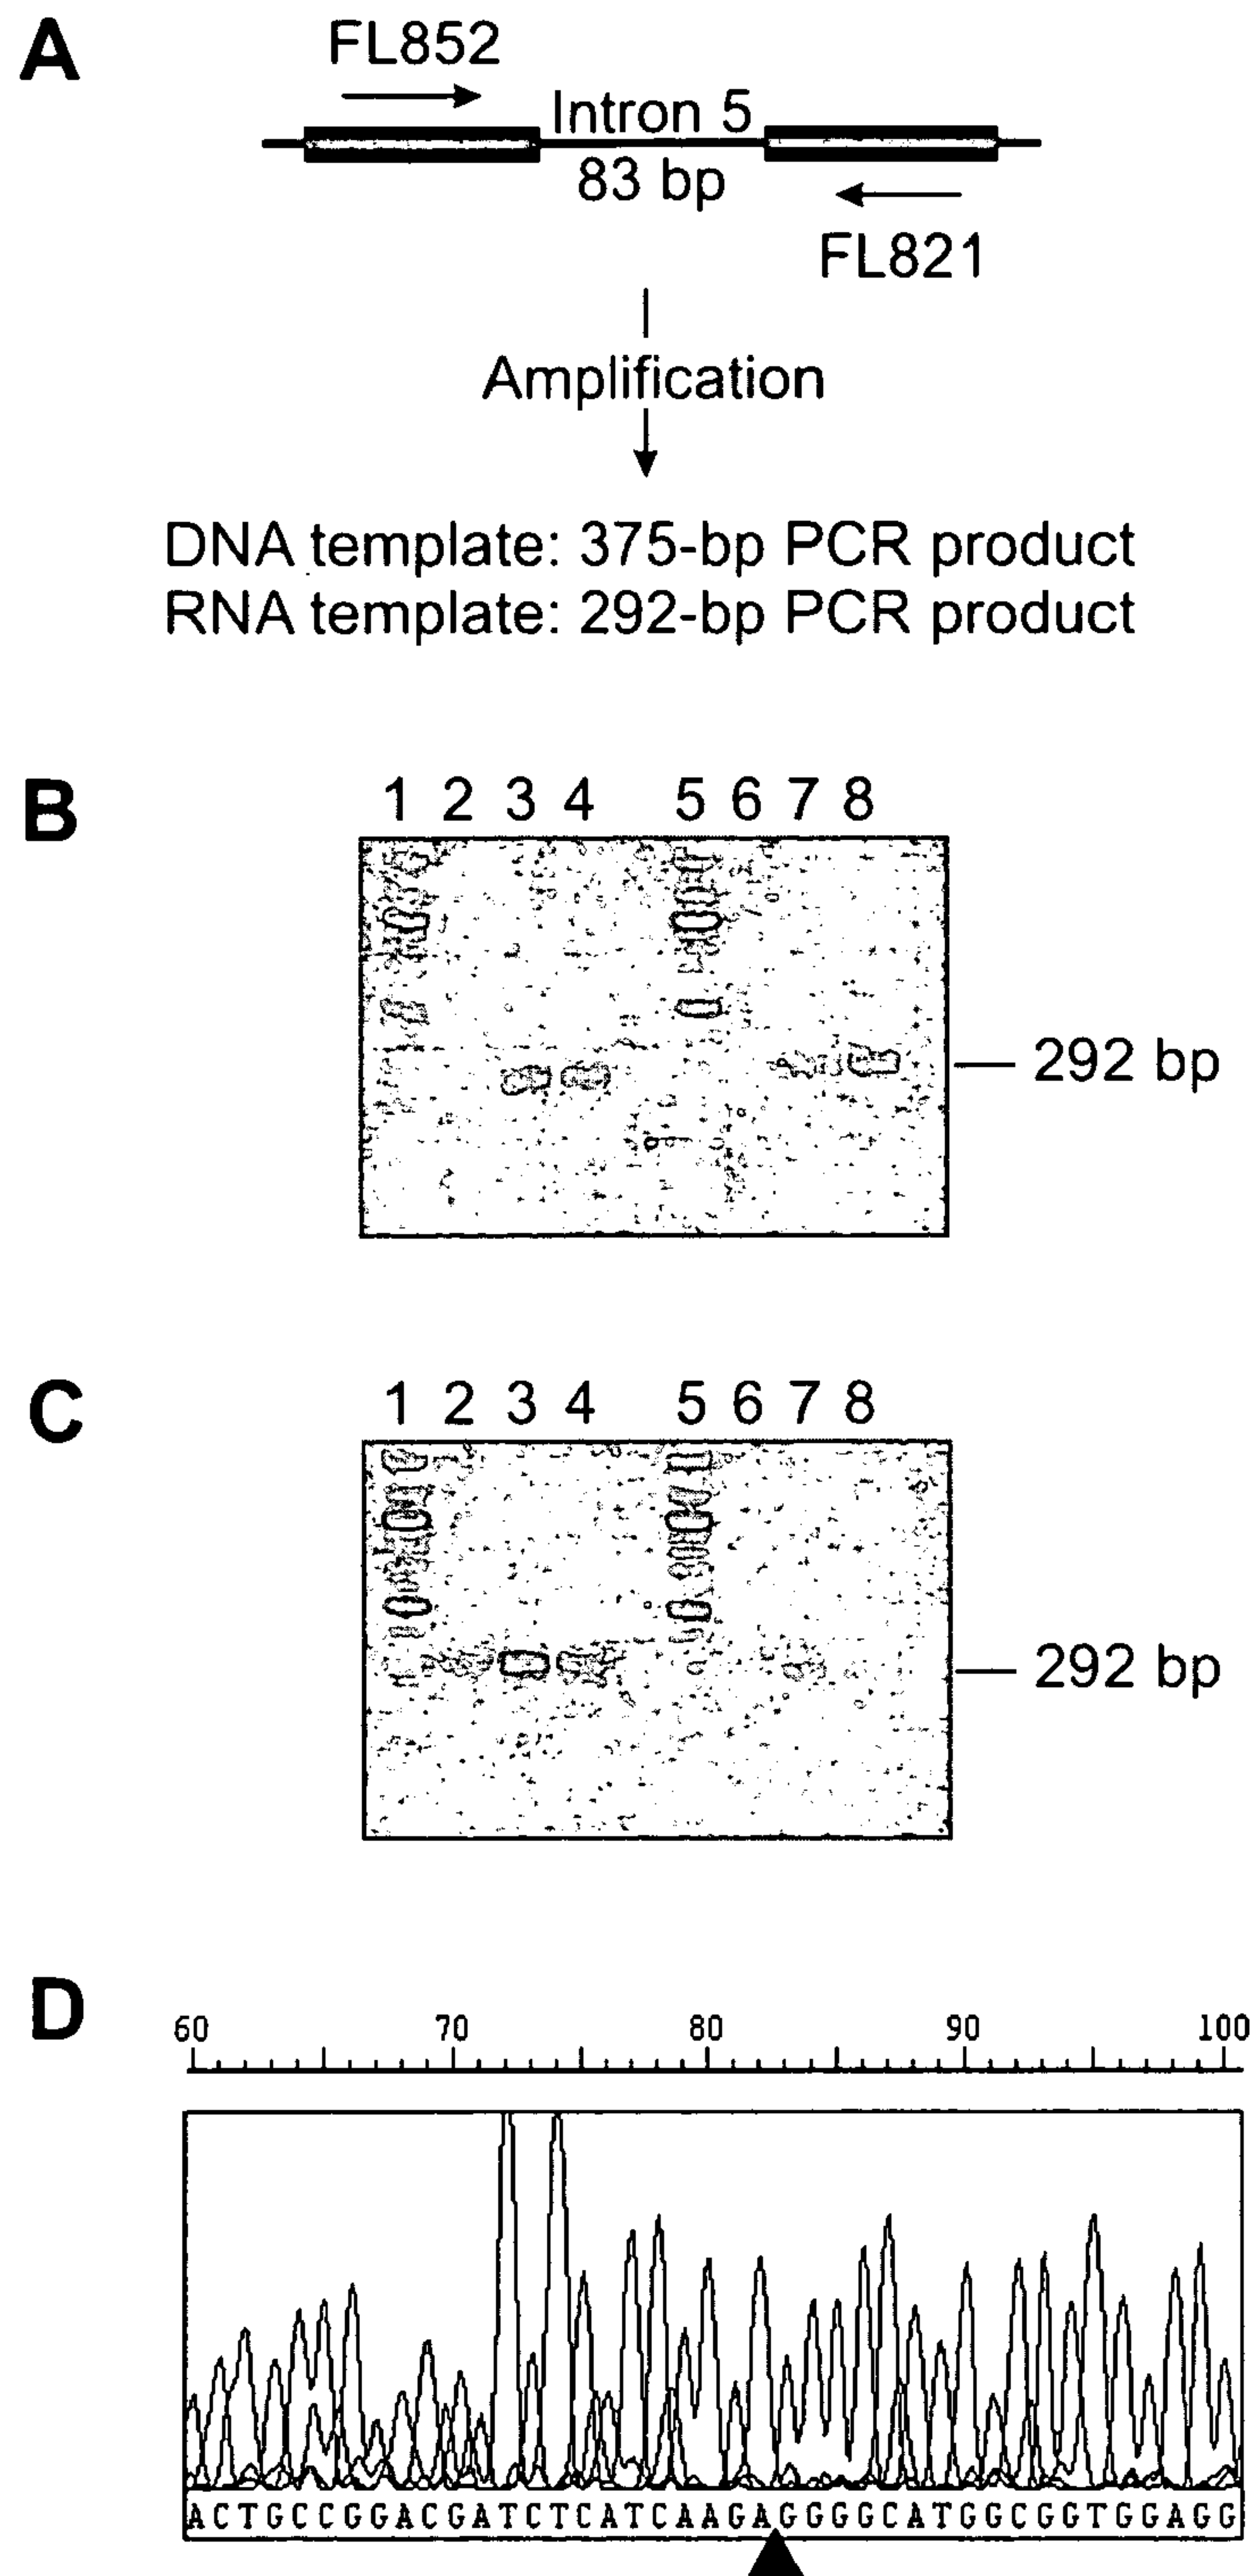 A
FL852
Intron 5
83 bp
FL821
Amplification
DNA template: 375-bp PCR product
RNA template: 292-bp PCR product
B
1 2 3 4 5 6 7 8
292 bp
C
1 2 3 4 5 6 7 8
292 bp
D
60 70 80 90 100
ACTGCCGGACGATCTCATCAAGAGGGGCATGGCGGTGGAGG